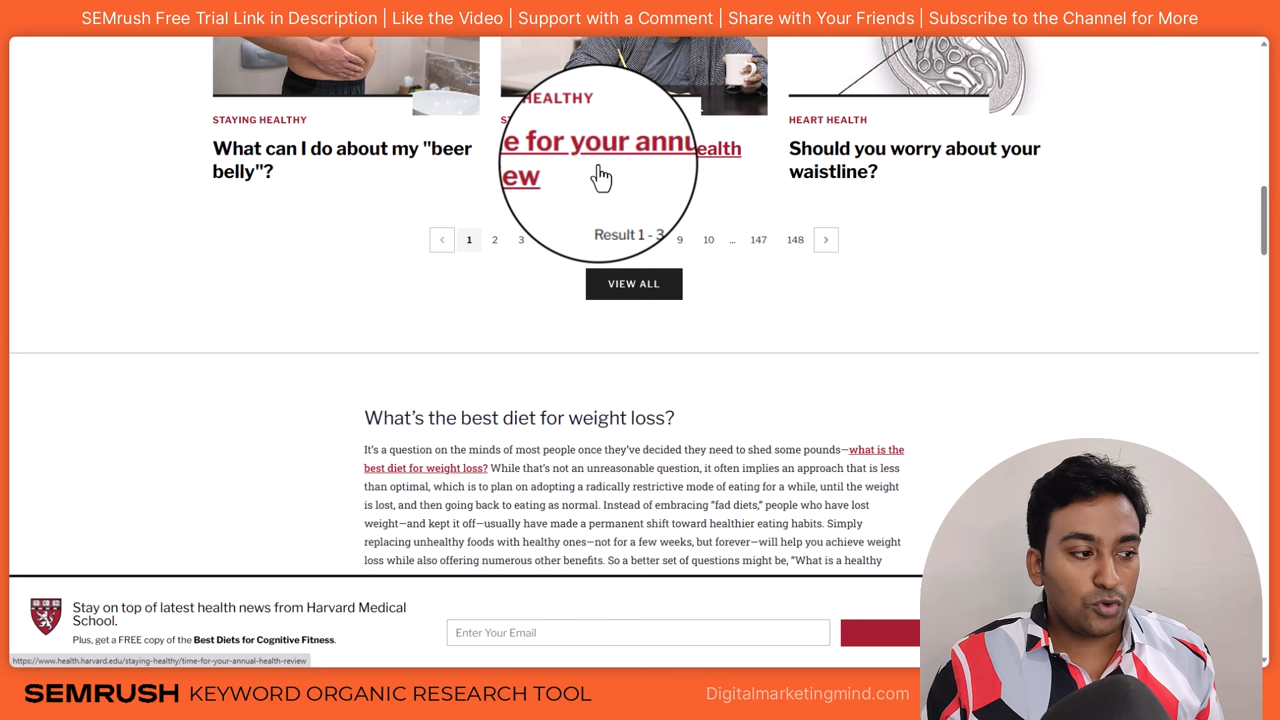 SEMrush Free Trial Link in Description | Like the Video | Support with a Comment | Share with Your Friends | Subscribe to the Channel for More
STAYING HEALTHY
What can I do about my "beer
belly"?
HEALTHY
e for your annu
ealth
ew
HEART HEALTH
Should you worry about your
waistline?
Result 1 - 3
‹ 1 2 3 9 10 ... 147 148 ›
VIEW ALL
What's the best diet for weight loss?
It's a question on the minds of most people once they've decided they need to shed some pounds—what is the
best diet for weight loss? While that's not an unreasonable question, it often implies an approach that is less
than optimal, which is to plan on adopting a radically restrictive mode of eating for a while, until the weight
is lost, and then going back to eating as normal. Instead of embracing "fad diets," people who have lost
weight—and kept it off—usually have made a permanent shift toward healthier eating habits. Simply
replacing unhealthy foods with healthy ones—not for a few weeks, but forever—will help you achieve weight
loss while also offering numerous other benefits. So a better set of questions might be, "What is a healthy
Stay on top of latest health news from Harvard Medical
School.
Plus, get a FREE copy of the Best Diets for Cognitive Fitness.
Enter Your Email
https://www.health.harvard.edu/staying-healthy/time-for-your-annual-health-review
SEMRUSH KEYWORD ORGANIC RESEARCH TOOL
Digitalmarketingmind.com